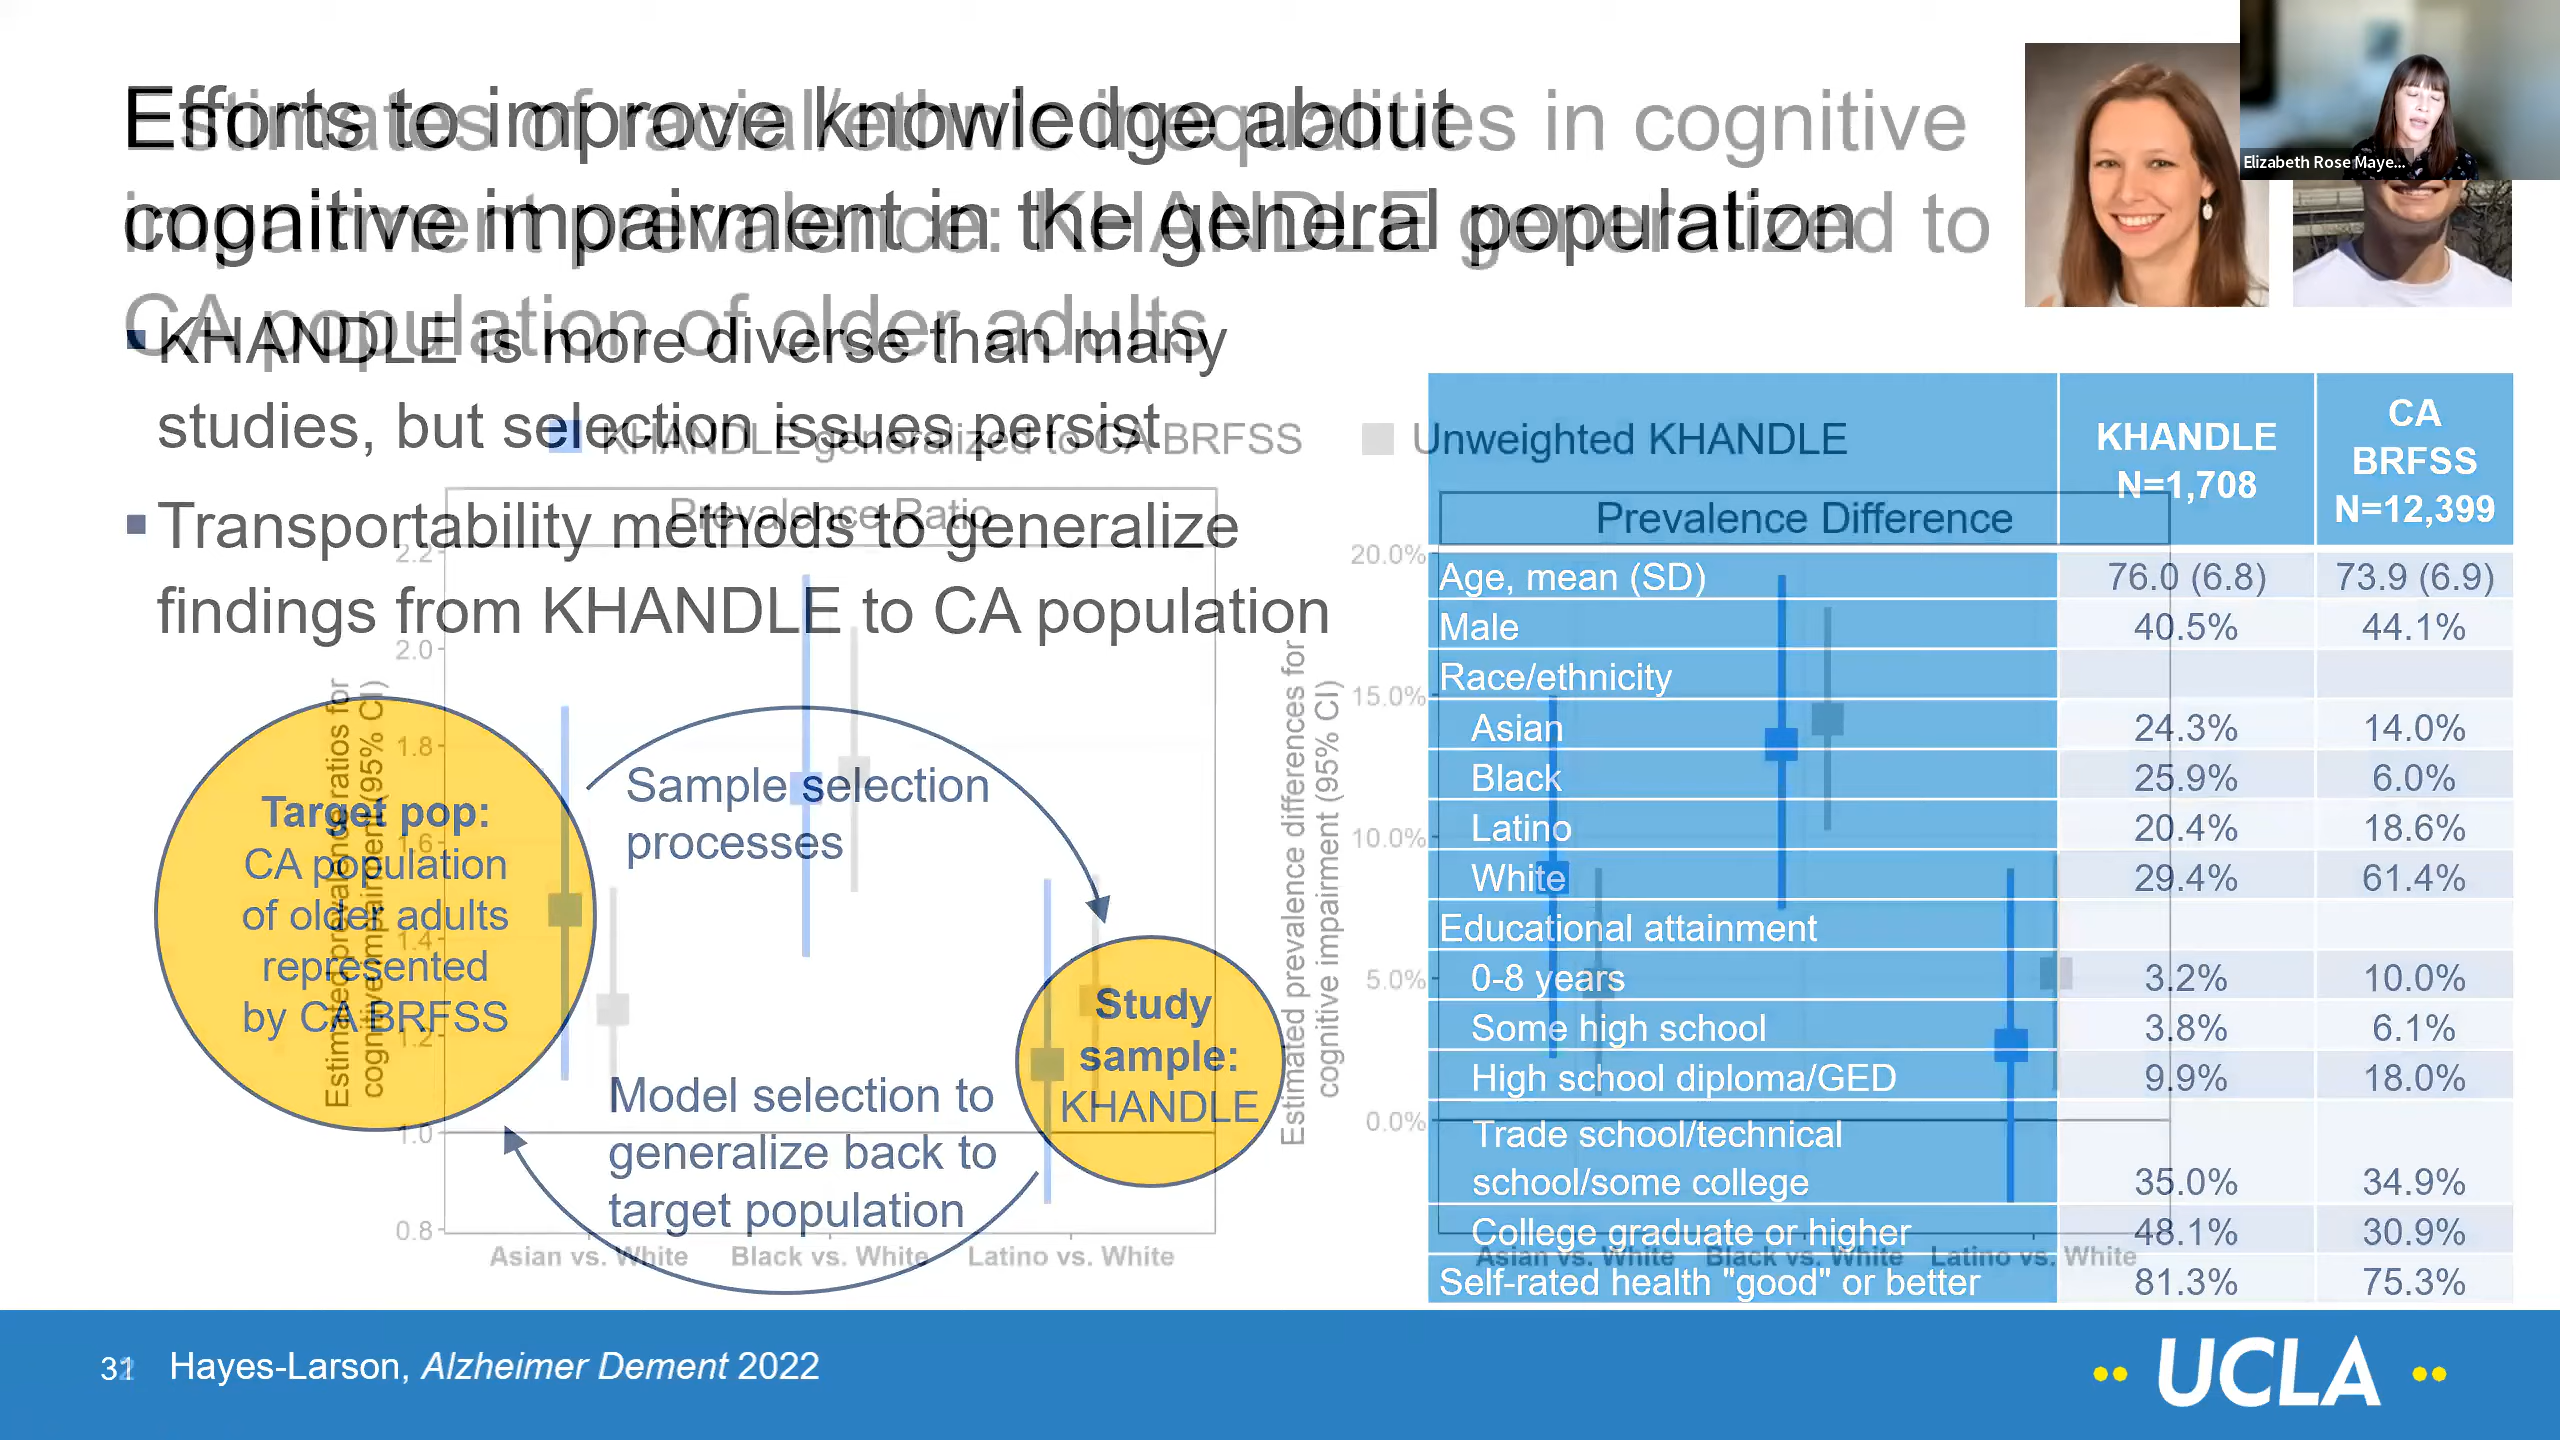 Efforts to improve knowledge about
cognitive impairment in the general population
Estimates of racial/ethnic inequalities in cognitive
impairment prevalence: KHANDLE generalized to
CA population of older adults
Elizabeth Rose Maye...
KHANDLE is more diverse than many
studies, but selection issues persist
Transportability methods to generalize
findings from KHANDLE to CA population
KHANDLE generalized to CA BRFSS
Unweighted KHANDLE
Prevalence Ratio
Estimated prevalence ratios for
cognitive impairment (95% CI)
2.2
2.0
1.8
1.6
1.4
1.2
1.0
0.8
Asian vs. White Black vs. White Latino vs. White
Target pop:
CA population
of older adults
represented
by CA BRFSS
Sample selection
processes
Study
sample:
KHANDLE
Model selection to
generalize back to
target population
Prevalence Difference
Estimated prevalence differences for
cognitive impairment (95% CI)
20.0%
15.0%
10.0%
5.0%
0.0%
Asian vs. White Black vs. White Latino vs. White
KHANDLE
N=1,708
CA
BRFSS
N=12,399
Age, mean (SD) 76.0 (6.8) 73.9 (6.9)
Male 40.5% 44.1%
Race/ethnicity
Asian 24.3% 14.0%
Black 25.9% 6.0%
Latino 20.4% 18.6%
White 29.4% 61.4%
Educational attainment
0-8 years 3.2% 10.0%
Some high school 3.8% 6.1%
High school diploma/GED 9.9% 18.0%
Trade school/technical
school/some college 35.0% 34.9%
College graduate or higher 48.1% 30.9%
Self-rated health "good" or better 81.3% 75.3%
Hayes-Larson, Alzheimer Dement 2022
UCLA